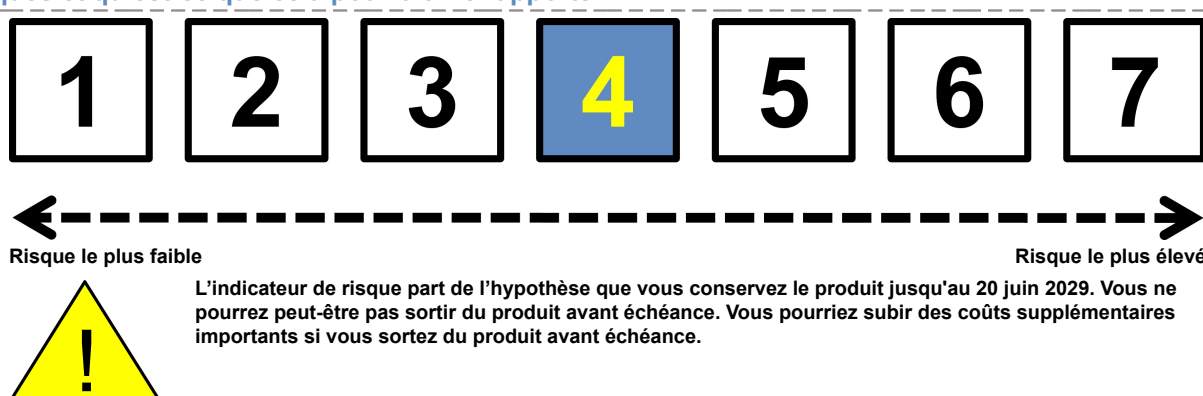 1 2 3 4 5 6 7
Risque le plus faible Risque le plus élevé
L’indicateur de risque part de l’hypothèse que vous conservez le produit jusqu'au 20 juin 2029. Vous ne
pourrez peut-être pas sortir du produit avant échéance. Vous pourriez subir des coûts supplémentaires
importants si vous sortez du produit avant échéance.
!